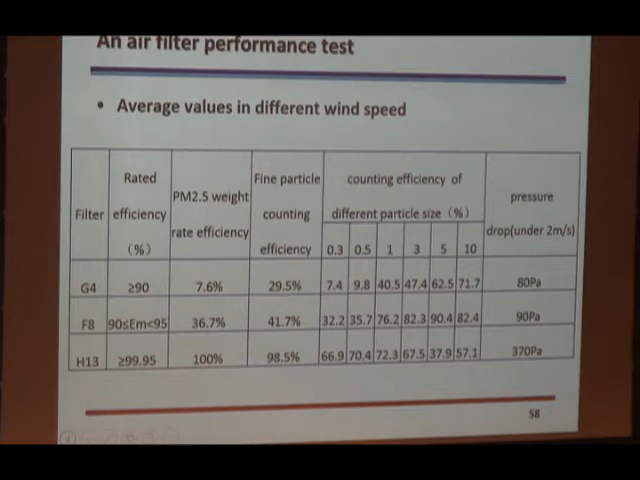 An air filter performance test
• Average values in different wind speed
Filter Rated efficiency (%) PM2.5 weight rate efficiency Fine particle counting efficiency counting efficiency of different particle size (%) pressure drop(under 2m/s)
0.3 0.5 1 3 5 10
G4 ≥90 7.6% 29.5% 7.4 9.8 40.5 47.4 62.5 71.7 80Pa
F8 90≤Em<95 36.7% 41.7% 32.2 35.7 76.2 82.3 90.4 82.4 90Pa
H13 ≥99.95 100% 98.5% 66.9 70.4 72.3 67.5 37.9 57.1 370Pa
58